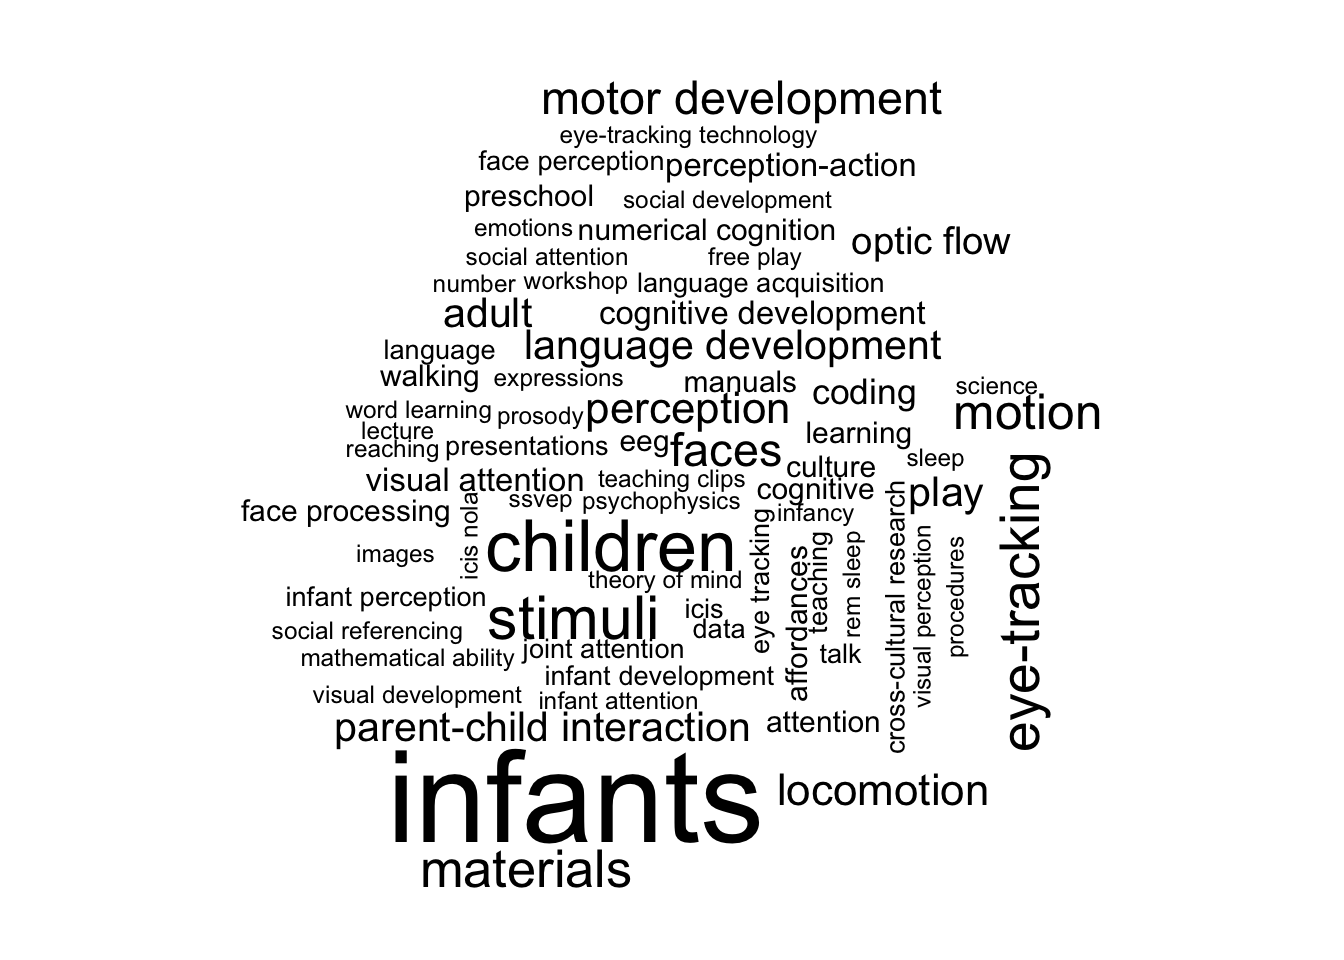 motor development
eye-tracking technology
face perception perception-action
preschool social development
emotions numerical cognition optic flow
social attention free play
number workshop language acquisition
adult cognitive development
language language development
walking expressions manuals coding science
word learning prosody perception motion
lecture learning
reaching presentations eeg faces
visual attention teaching clips culture sleep
face processing ssvep psychophysics cognitive play
icis nola
infancy
images children
eye tracking
affordances
teaching
rem sleep
cross-cultural research
visual perception
procedures
eye-tracking
theory of mind
infant perception stimuli icis
social referencing data
mathematical ability joint attention talk
infant development
visual development infant attention
parent-child interaction attention
infants locomotion
materials